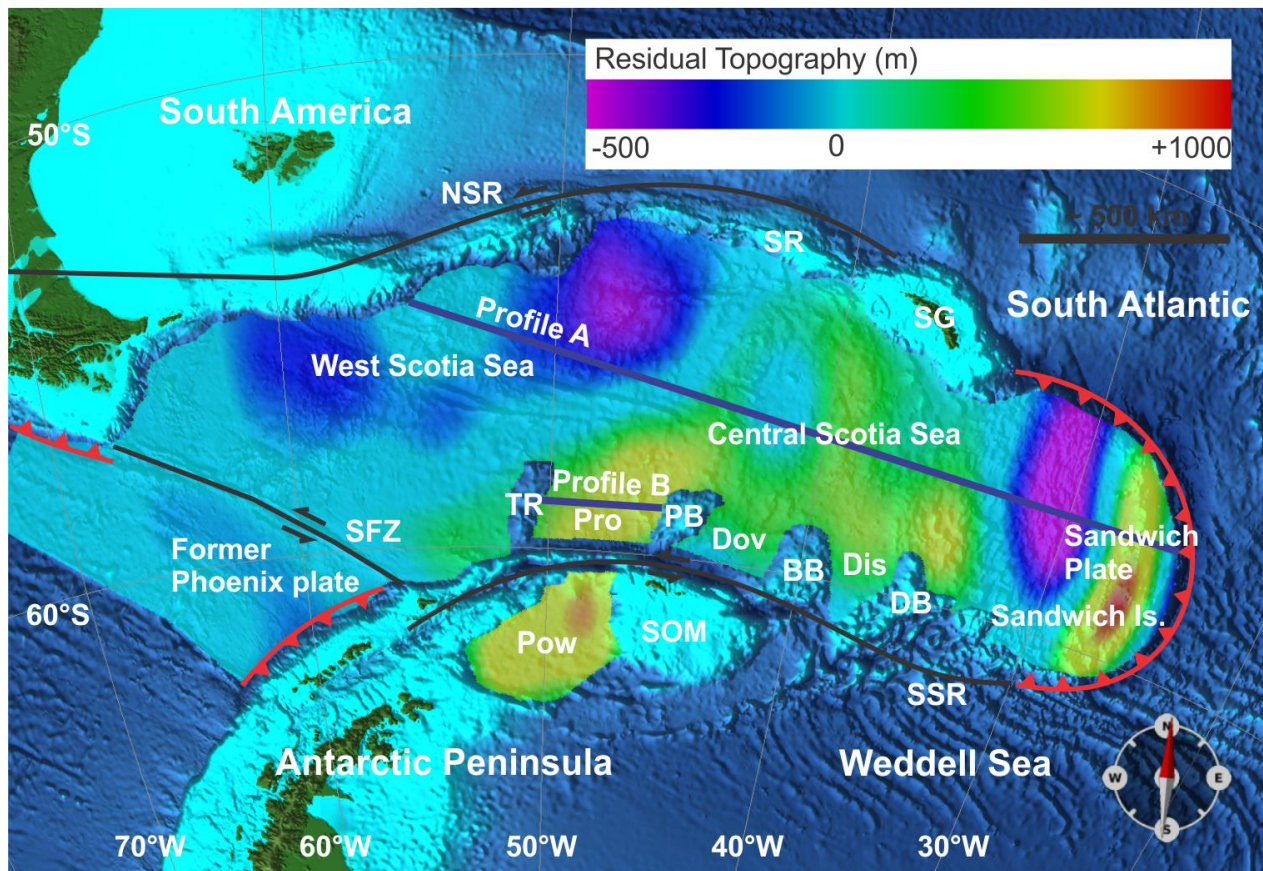 Residual Topography (m)
-500 0 +1000
South America
50°S
NSR
SR
500 km
South Atlantic
SG
Profile A
West Scotia Sea
Central Scotia Sea
Profile B
TR
PB
Pro
SFZ
Dov
BB
Dis
DB
Sandwich
Plate
Sandwich Is.
Former
Phoenix plate
60°S
Pow
SOM
SSR
Antarctic Peninsula
Weddell Sea
N
W E
S
70°W 60°W 50°W 40°W 30°W